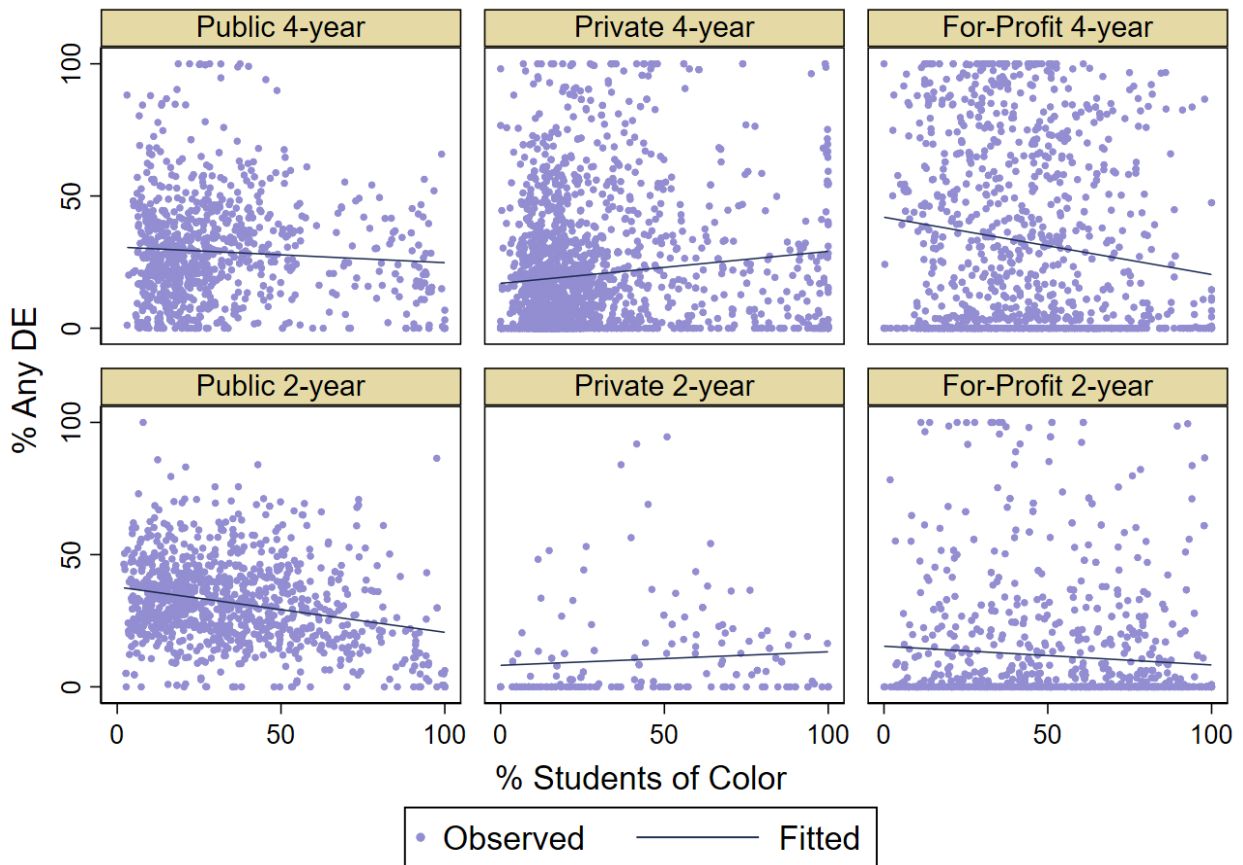 Public 4-year
Private 4-year
For-Profit 4-year
100
50
0
Public 2-year
Private 2-year
For-Profit 2-year
% Any DE
100
50
0
0 50 100
0 50 100
0 50 100
% Students of Color
Observed
Fitted